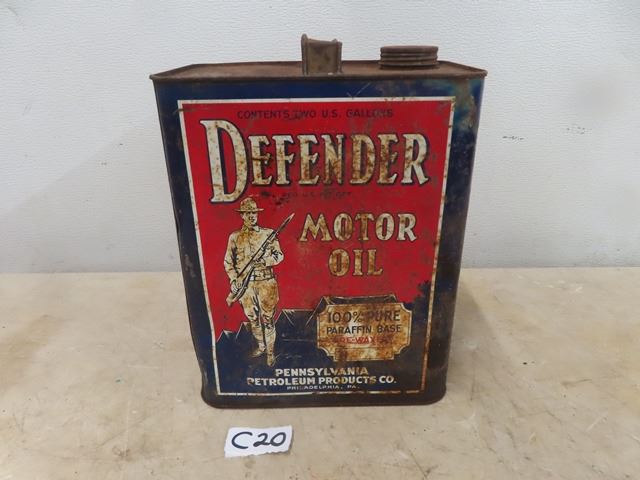 CONTENTS TWO U.S. GALLONS
DEFENDER
MOTOR
OIL
100% PURE
PARAFFIN BASE
PENNSYLVANIA
PETROLEUM PRODUCTS CO.
PHILADELPHIA, PA.
C20